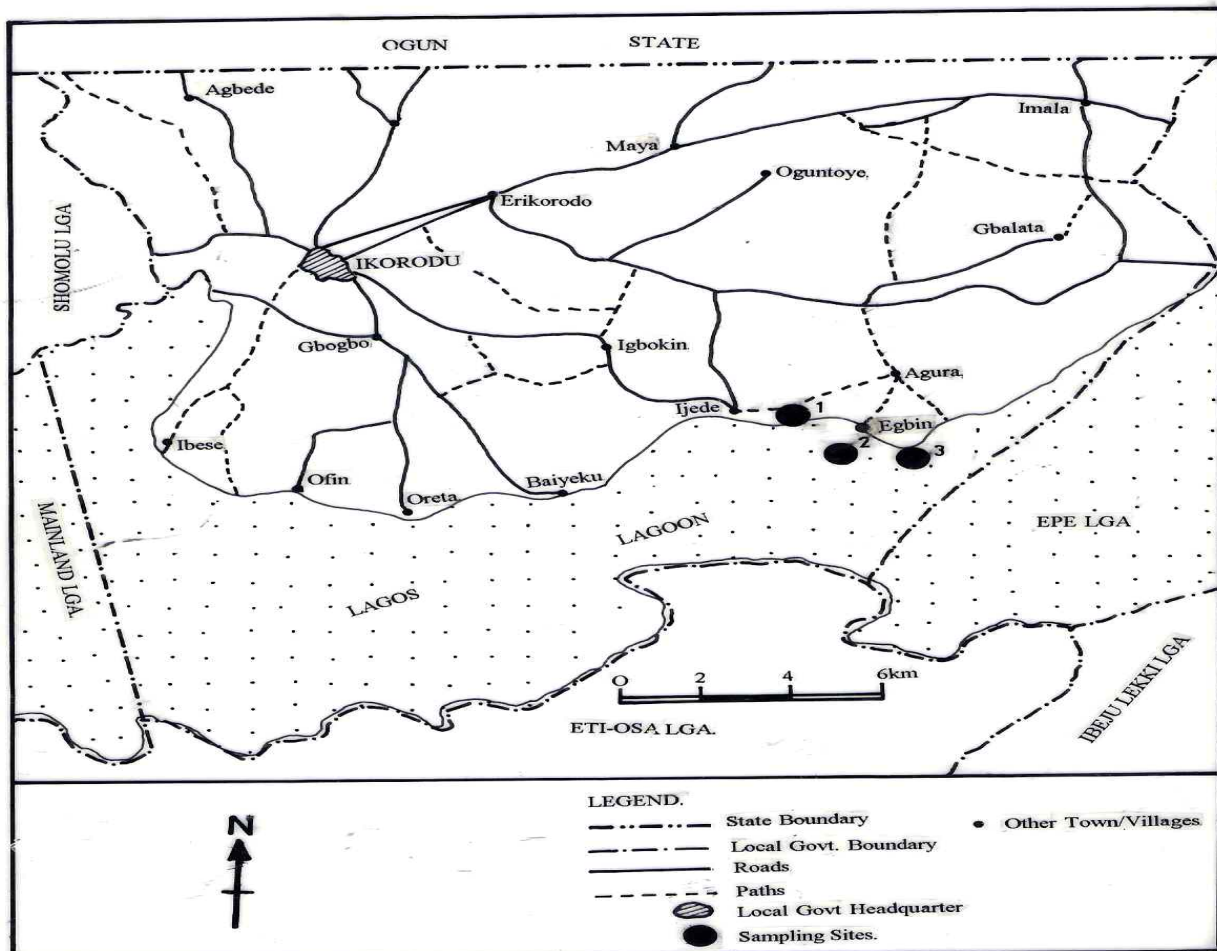 OGUN STATE
Agbede
Imala
Maya
Oguntoye
Erikorodo
Gbalata
SHOMOLU LGA
IKORODU
Gbogbo
Igbokin
Agura
Ijede
1
Egbin
Ibese
2
3
Ofin
Baiyeku
Oreta
MAINLAND LGA
LAGOON
EPE LGA
LAGOS
O 2 4 6km
ETI-OSA LGA.
IBEJU LEKKI LGA
N
LEGEND.
State Boundary
Other Town/Villages
Local Govt. Boundary
Roads
Paths
Local Govt Headquarter
Sampling Sites.